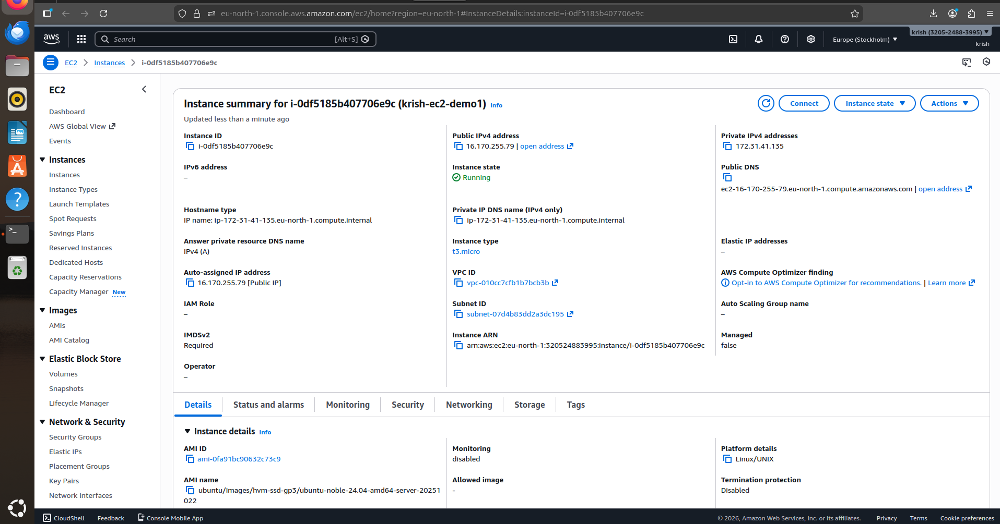 eu-north-1.console.aws.amazon.com/ec2/home?region=eu-north-1#InstanceDetails:instanceId=i-0df5185b407706e9c
aws
Search
[Alt+S]
Europe (Stockholm)
krish (3205-2488-3995)
krish
EC2
Instances
i-0df5185b407706e9c
EC2
Dashboard
AWS Global View
Events
Instances
Instances
Instance Types
Launch Templates
Spot Requests
Savings Plans
Reserved Instances
Dedicated Hosts
Capacity Reservations
Capacity Manager New
Images
AMIs
AMI Catalog
Elastic Block Store
Volumes
Snapshots
Lifecycle Manager
Network & Security
Security Groups
Elastic IPs
Placement Groups
Key Pairs
Network Interfaces
Instance summary for i-0df5185b407706e9c (krish-ec2-demo1) Info
Updated less than a minute ago
Connect
Instance state
Actions
Instance ID
i-0df5185b407706e9c
Public IPv4 address
16.170.255.79 | open address
Private IPv4 addresses
172.31.41.135
IPv6 address
–
Instance state
Running
Public DNS
ec2-16-170-255-79.eu-north-1.compute.amazonaws.com | open address
Hostname type
IP name: ip-172-31-41-135.eu-north-1.compute.internal
Private IP DNS name (IPv4 only)
ip-172-31-41-135.eu-north-1.compute.internal
Answer private resource DNS name
IPv4 (A)
Instance type
t3.micro
Elastic IP addresses
–
Auto-assigned IP address
16.170.255.79 [Public IP]
VPC ID
vpc-010cc7cfb1b7bcb3b
AWS Compute Optimizer finding
Opt-in to AWS Compute Optimizer for recommendations. | Learn more
IAM Role
–
Subnet ID
subnet-07d4b83dd2a3dc195
Auto Scaling Group name
–
IMDSv2
Required
Instance ARN
arn:aws:ec2:eu-north-1:320524883995:instance/i-0df5185b407706e9c
Managed
false
Operator
–
Details
Status and alarms
Monitoring
Security
Networking
Storage
Tags
Instance details Info
AMI ID
ami-0fa91bc90632c73c9
Monitoring
disabled
Platform details
Linux/UNIX
AMI name
ubuntu/images/hvm-ssd-gp3/ubuntu-noble-24.04-amd64-server-20251
022
Allowed image
-
Termination protection
Disabled
CloudShell
Feedback
Console Mobile App
© 2026, Amazon Web Services, Inc. or its affiliates.
Privacy
Terms
Cookie preferences